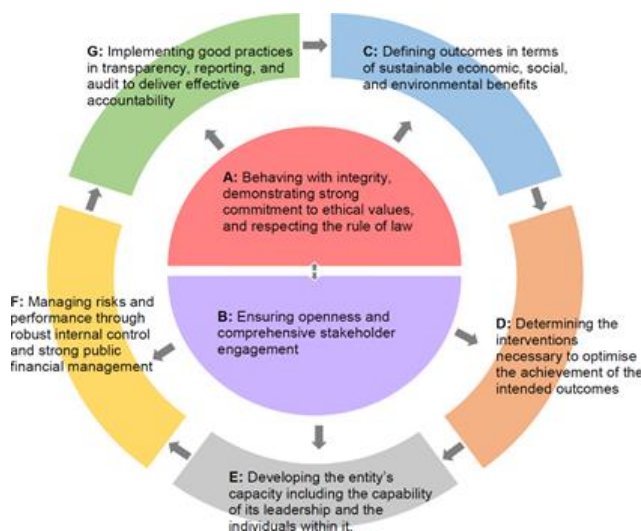 G: Implementing good practices
in transparency, reporting, and
audit to deliver effective
accountability
C: Defining outcomes in terms
of sustainable economic, social,
and environmental benefits
A: Behaving with integrity,
demonstrating strong
commitment to ethical values,
and respecting the rule of law
F: Managing risks and
performance through
robust internal control
and strong public
financial management
B: Ensuring openness and
comprehensive stakeholder
engagement
D: Determining the
interventions
necessary to optimise
the achievement of the
intended outcomes
E: Developing the entity's
capacity including the capability
of its leadership and the
individuals within it.